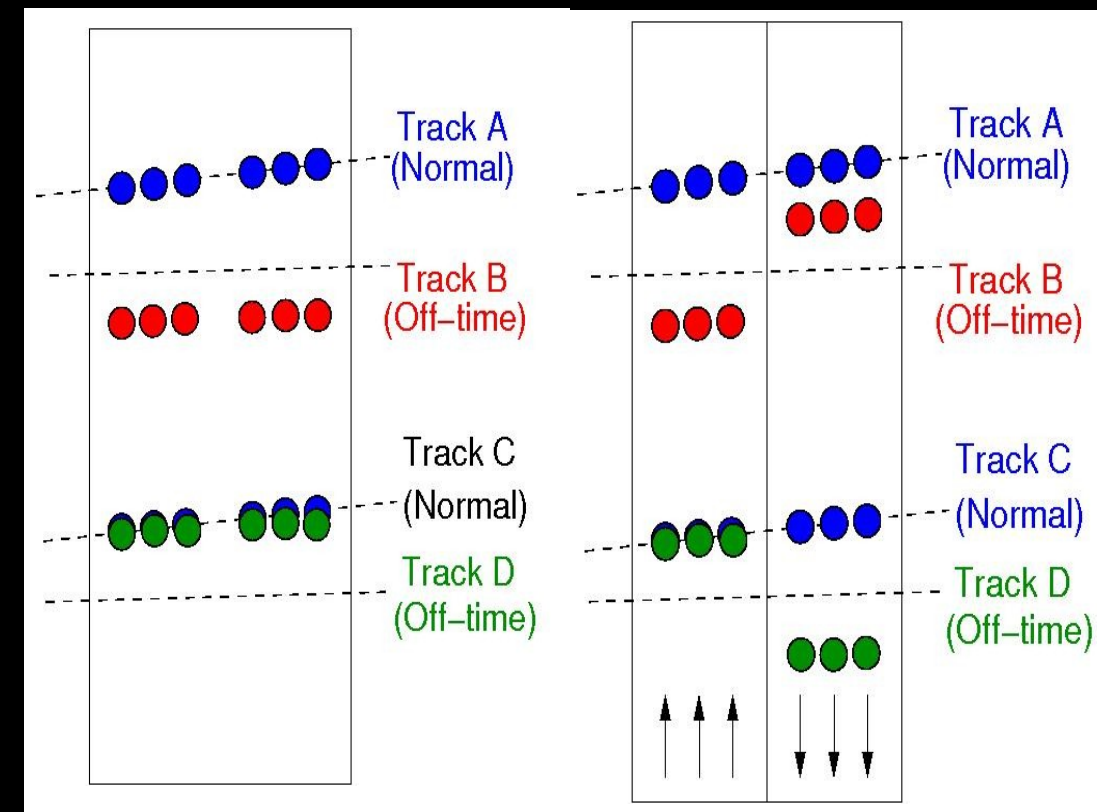 Track A
(Normal)
Track B
(Off–time)
Track C
(Normal)
Track D
(Off–time)
Track A
(Normal)
Track B
(Off–time)
Track C
(Normal)
Track D
(Off–time)